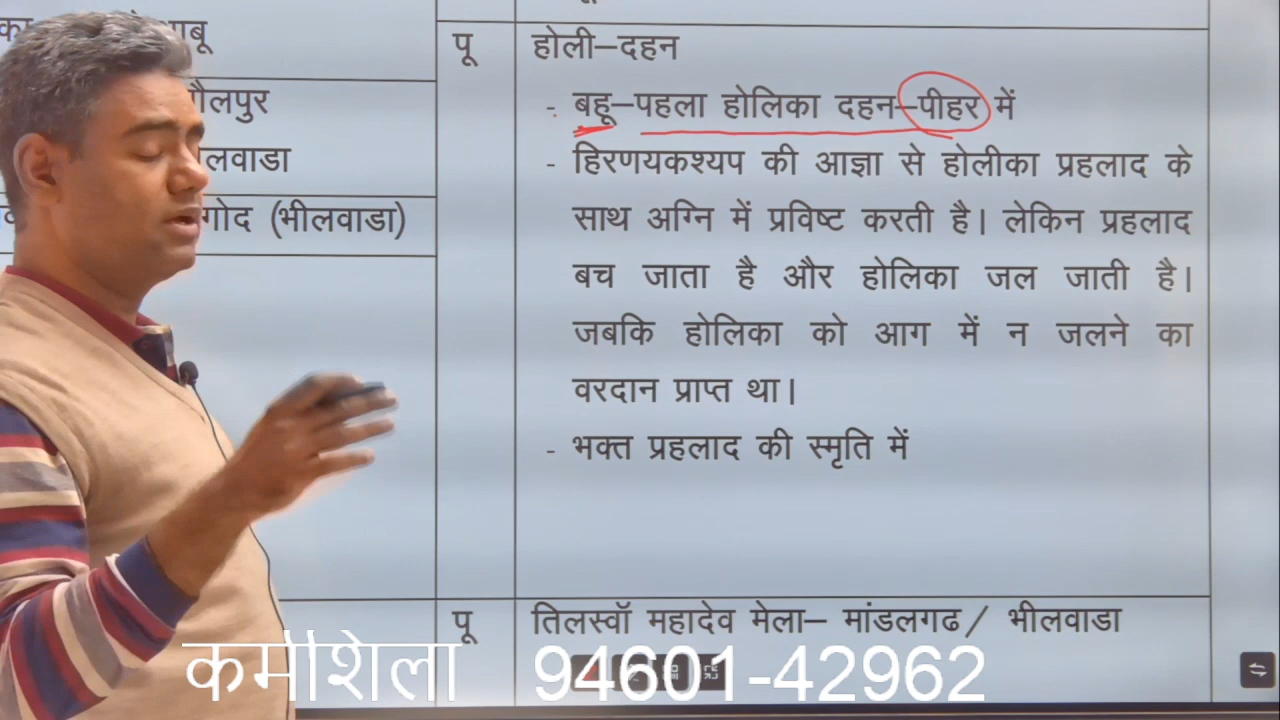 बू
पू होली–दहन
ौलपुर
- बहू–पहला होलिका दहन–पीहर में
लवाडा
- हिरणयकश्यप की आज्ञा से होलीका प्रहलाद के
गोद (भीलवाडा)
साथ अग्नि में प्रविष्ट करती है। लेकिन प्रहलाद
बच जाता है और होलिका जल जाती है।
जबकि होलिका को आग में न जलने का
वरदान प्राप्त था।
- भक्त प्रहलाद की स्मृति में
पू तिलस्वॉ महादेव मेला– मांडलगढ/ भीलवाडा
कर्मशिला 94601-42962